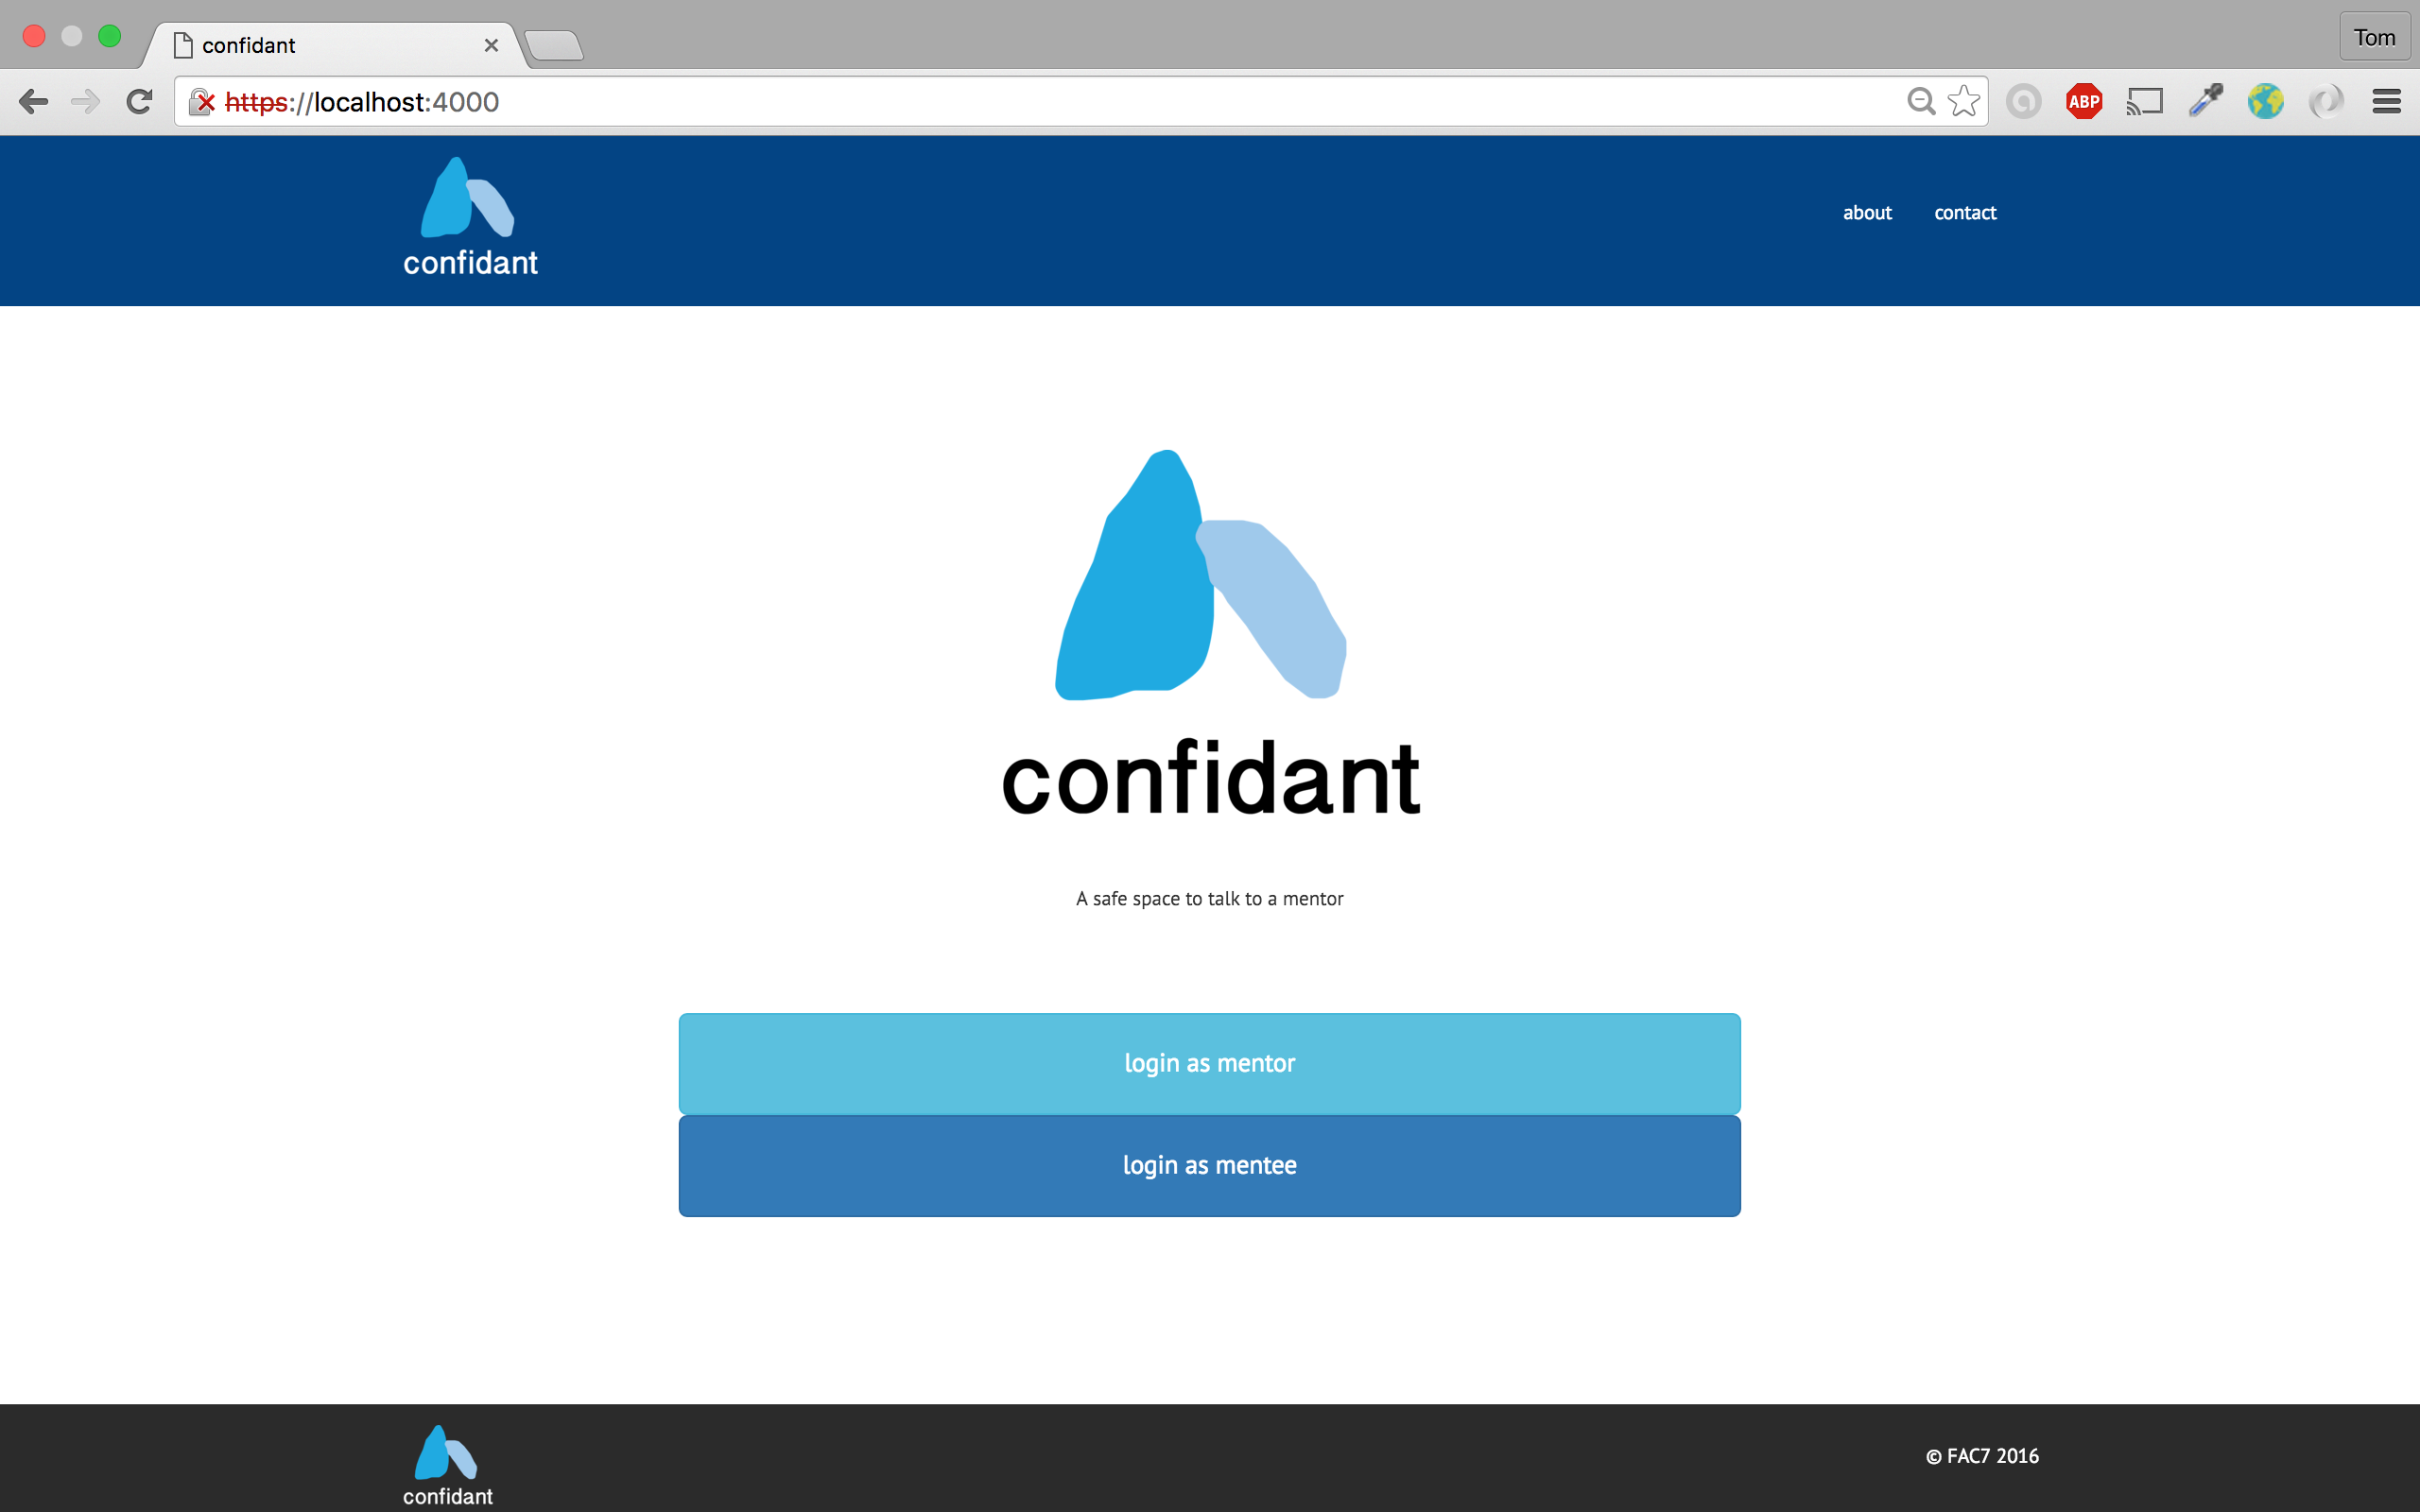 confidant
Tom
https://localhost:4000
ABP
about
contact
confidant
confidant
A safe space to talk to a mentor
login as mentor
login as mentee
confidant
© FAC7 2016